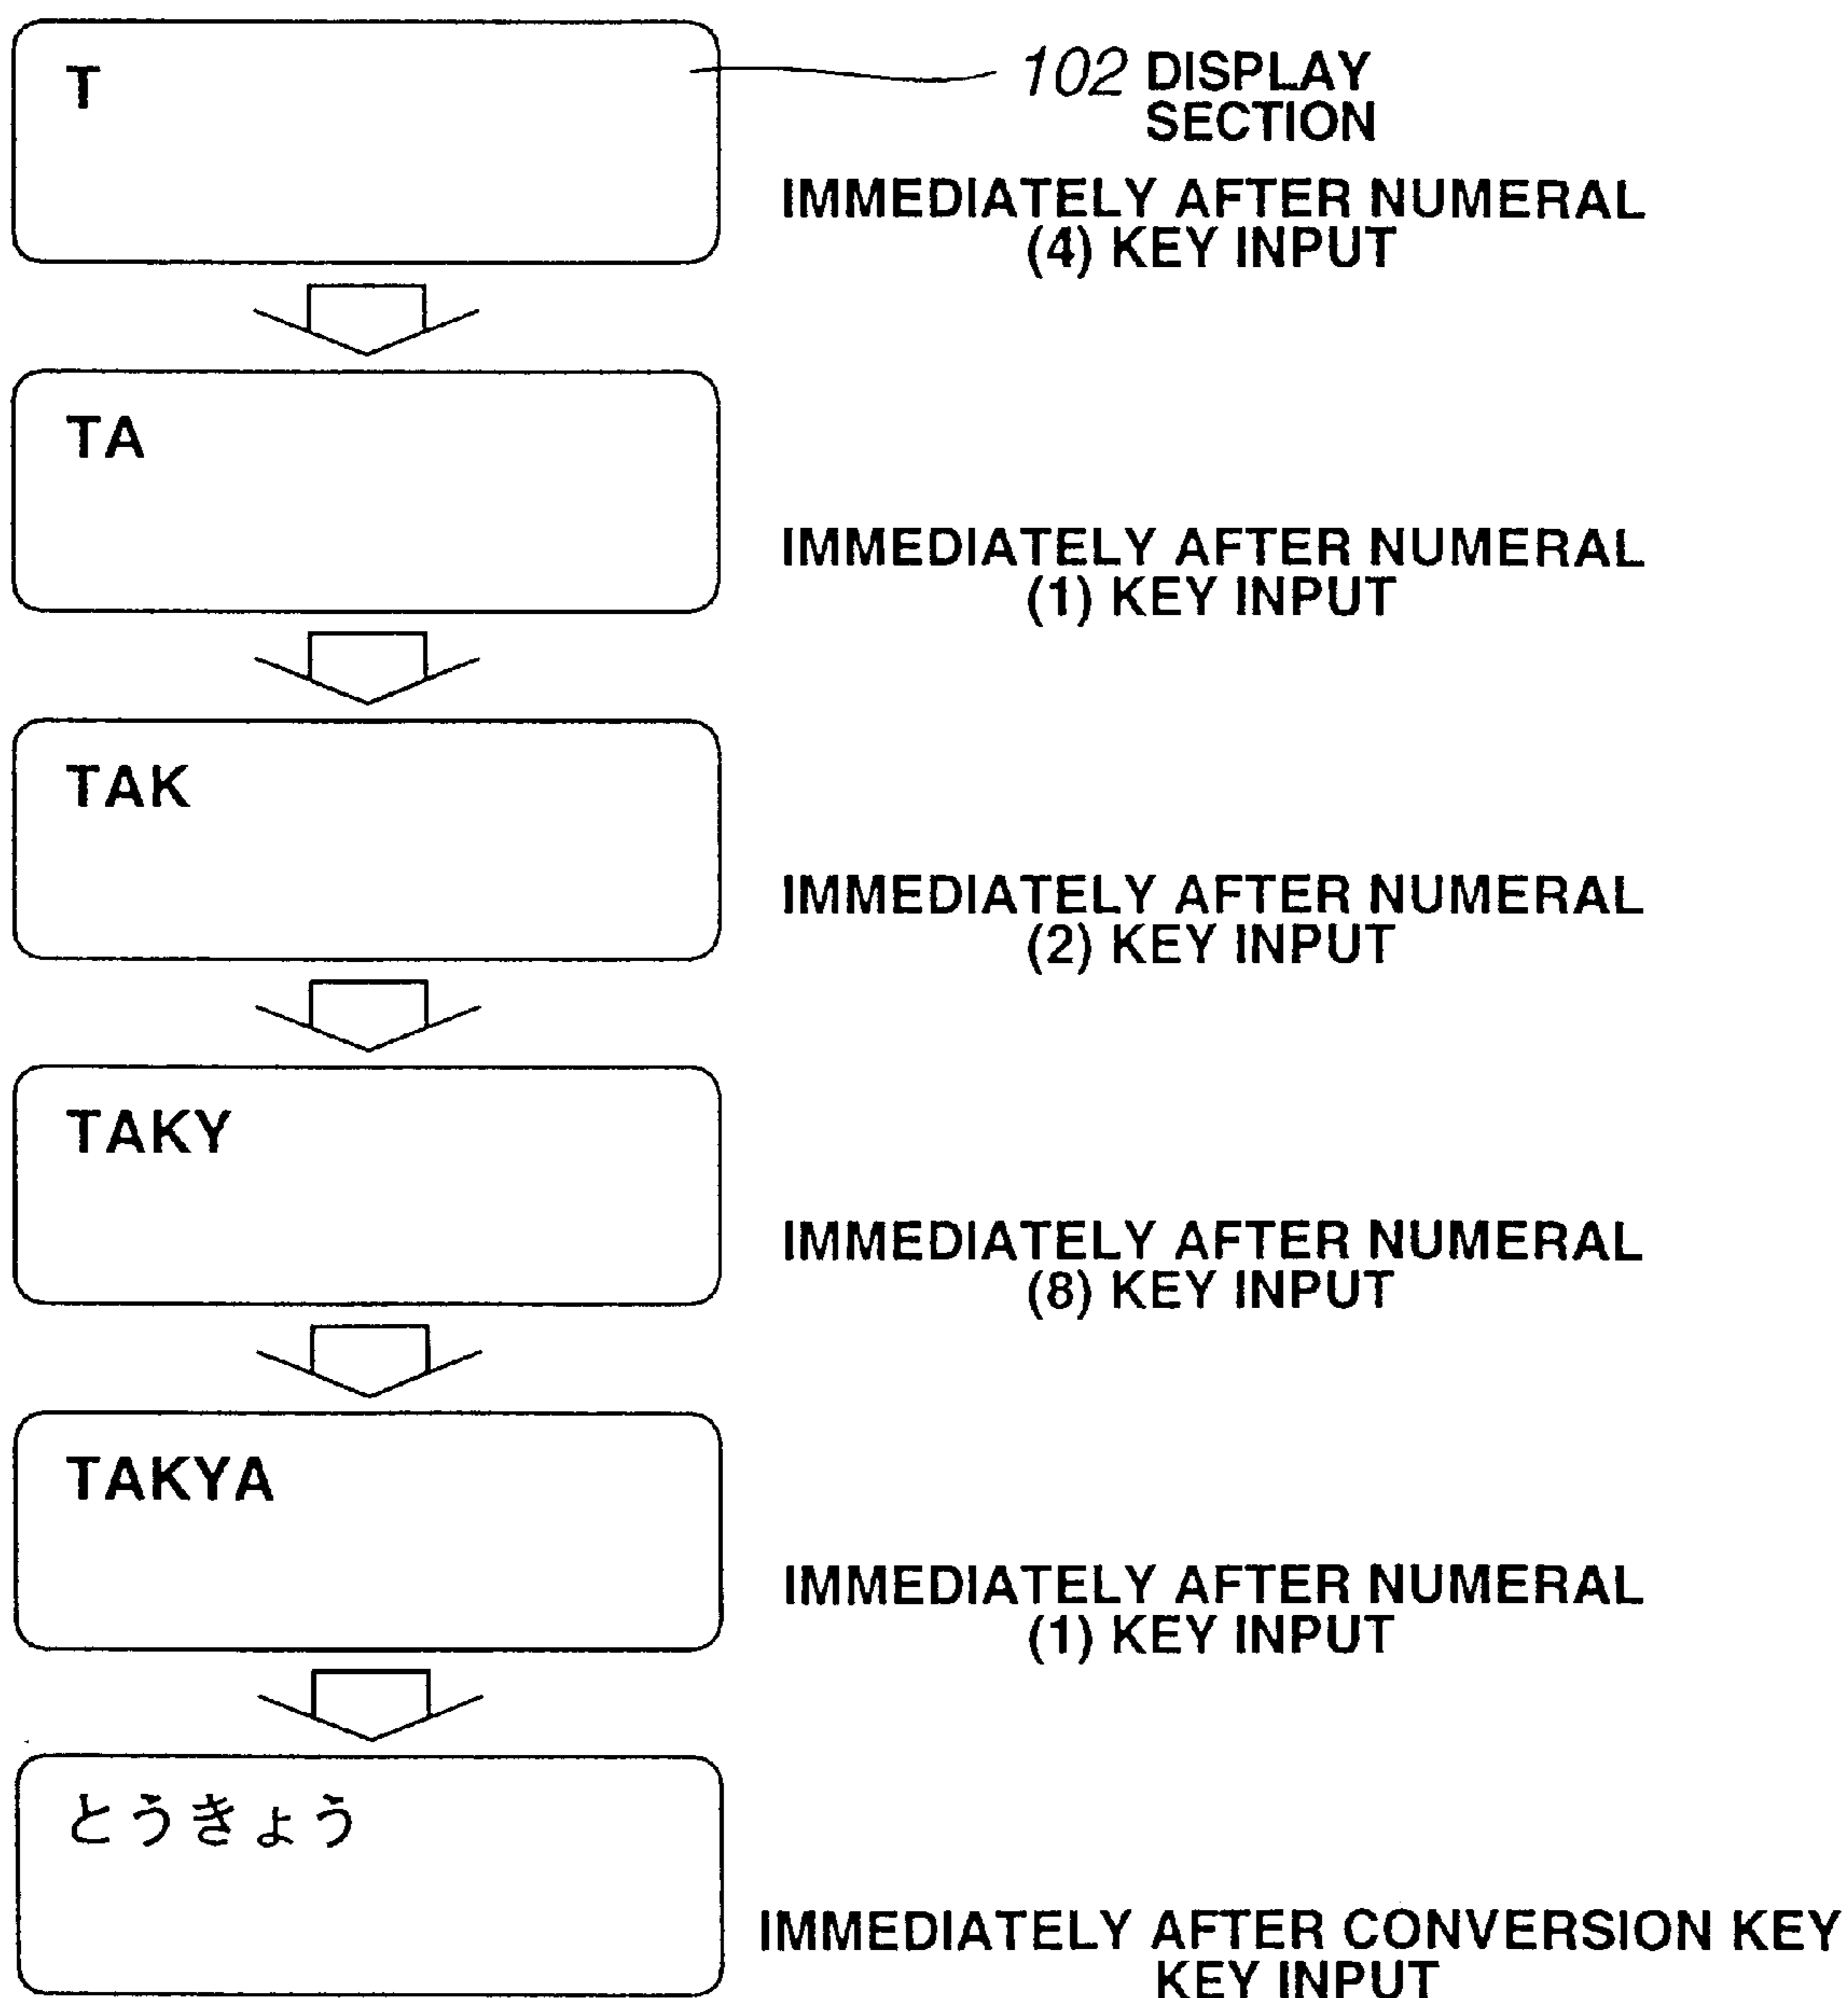 T
102 DISPLAY
SECTION
IMMEDIATELY AFTER NUMERAL
(4) KEY INPUT
TA
IMMEDIATELY AFTER NUMERAL
(1) KEY INPUT
TAK
IMMEDIATELY AFTER NUMERAL
(2) KEY INPUT
TAKY
IMMEDIATELY AFTER NUMERAL
(8) KEY INPUT
TAKYA
IMMEDIATELY AFTER NUMERAL
(1) KEY INPUT
とうきょう
IMMEDIATELY AFTER CONVERSION KEY
KEY INPUT